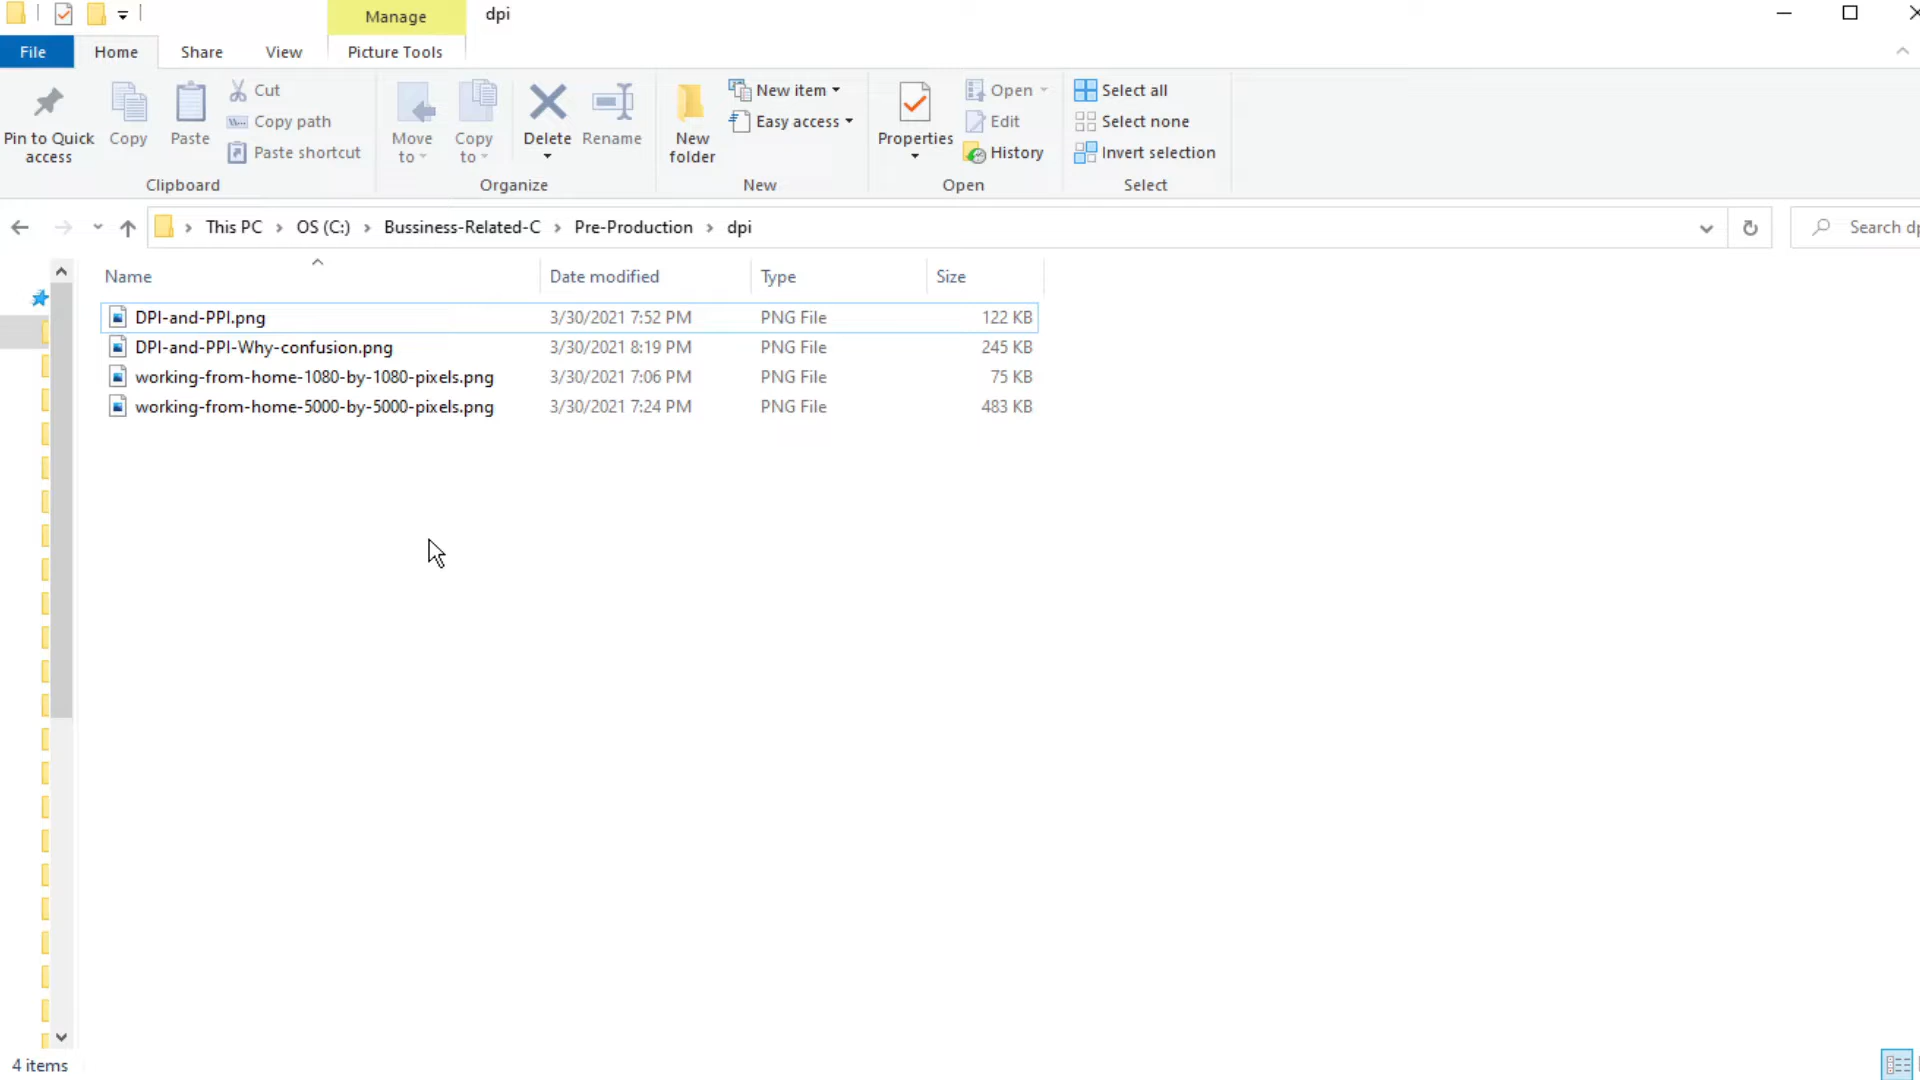 Manage
dpi
File
Home
Share
View
Picture Tools
Pin to Quick access
Copy
Paste
Cut
Copy path
Paste shortcut
Clipboard
Move to
Copy to
Delete
Rename
Organize
New folder
New item
Easy access
New
Properties
Open
Edit
History
Open
Select all
Select none
Invert selection
Select
This PC > OS (C:) > Bussiness-Related-C > Pre-Production > dpi
Search dp
Name Date modified Type Size
DPI-and-PPI.png 3/30/2021 7:52 PM PNG File 122 KB
DPI-and-PPI-Why-confusion.png 3/30/2021 8:19 PM PNG File 245 KB
working-from-home-1080-by-1080-pixels.png 3/30/2021 7:06 PM PNG File 75 KB
working-from-home-5000-by-5000-pixels.png 3/30/2021 7:24 PM PNG File 483 KB
4 items